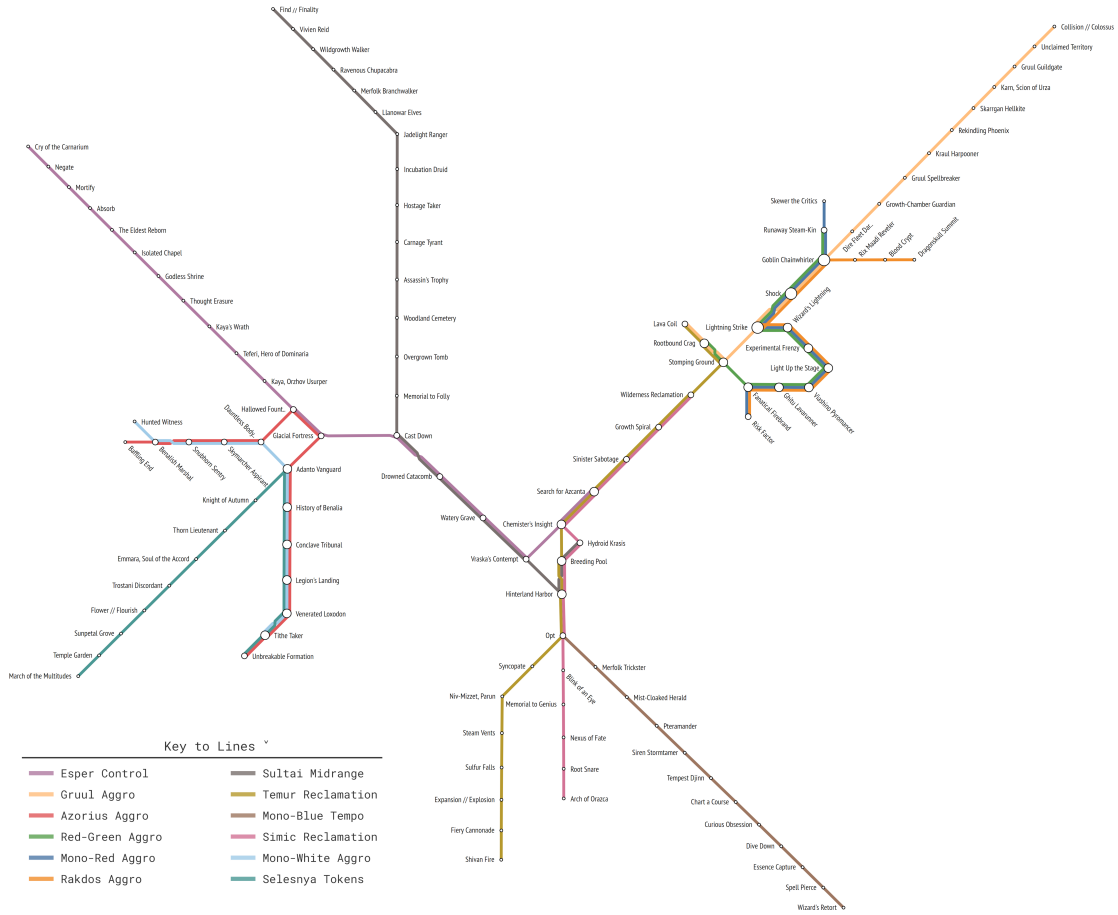 Find // Finality
Vivien Reid
Wildgrowth Walker
Ravenous Chupacabra
Merfolk Branchwalker
Llanowar Elves
Jadelight Ranger
Incubation Druid
Hostage Taker
Carnage Tyrant
Assassin's Trophy
Woodland Cemetery
Overgrown Tomb
Memorial to Folly
Cast Down
Drowned Catacomb
Watery Grave
Vraska's Contempt
Cry of the Carnarium
Negate
Mortify
Absorb
The Eldest Reborn
Isolated Chapel
Godless Shrine
Thought Erasure
Kaya's Wrath
Teferi, Hero of Dominaria
Kaya, Orzhov Usurper
Hallowed Fount..
Glacial Fortress
Dauntless Body..
Hunted Witness
Baffling End
Benalish Marshal
Snubhorn Sentry
Skymarcher Aspirant
Adanto Vanguard
History of Benalia
Conclave Tribunal
Legion's Landing
Venerated Loxodon
Tithe Taker
Unbreakable Formation
Knight of Autumn
Thorn Lieutenant
Emmara, Soul of the Accord
Trostani Discordant
Flower // Flourish
Sunpetal Grove
Temple Garden
March of the Multitudes
Collision // Colossus
Unclaimed Territory
Gruul Guildgate
Karn, Scion of Urza
Skarrgan Hellkite
Rekindling Phoenix
Kraul Harpooner
Gruul Spellbreaker
Growth-Chamber Guardian
Dire Fleet Dar..
Rix Maadi Reveler
Blood Crypt
Dragonskull Summit
Skewer the Critics
Runaway Steam-Kin
Goblin Chainwhirler
Shock
Wizard's Lightning
Lightning Strike
Experimental Frenzy
Light Up the Stage
Viashino Pyromancer
Ghitu Lavarunner
Fanatical Firebrand
Risk Factor
Lava Coil
Rootbound Crag
Stomping Ground
Wilderness Reclamation
Growth Spiral
Sinister Sabotage
Search for Azcanta
Chemister's Insight
Hydroid Krasis
Breeding Pool
Hinterland Harbor
Opt
Syncopate
Niv-Mizzet, Parun
Steam Vents
Sulfur Falls
Expansion // Explosion
Fiery Cannonade
Shivan Fire
Blink of an Eye
Memorial to Genius
Nexus of Fate
Root Snare
Arch of Orazca
Merfolk Trickster
Mist-Cloaked Herald
Pteramander
Siren Stormtamer
Tempest Djinn
Chart a Course
Curious Obsession
Dive Down
Essence Capture
Spell Pierce
Wizard's Retort
Key to Lines ˅
Esper Control
Gruul Aggro
Azorius Aggro
Red-Green Aggro
Mono-Red Aggro
Rakdos Aggro
Sultai Midrange
Temur Reclamation
Mono-Blue Tempo
Simic Reclamation
Mono-White Aggro
Selesnya Tokens